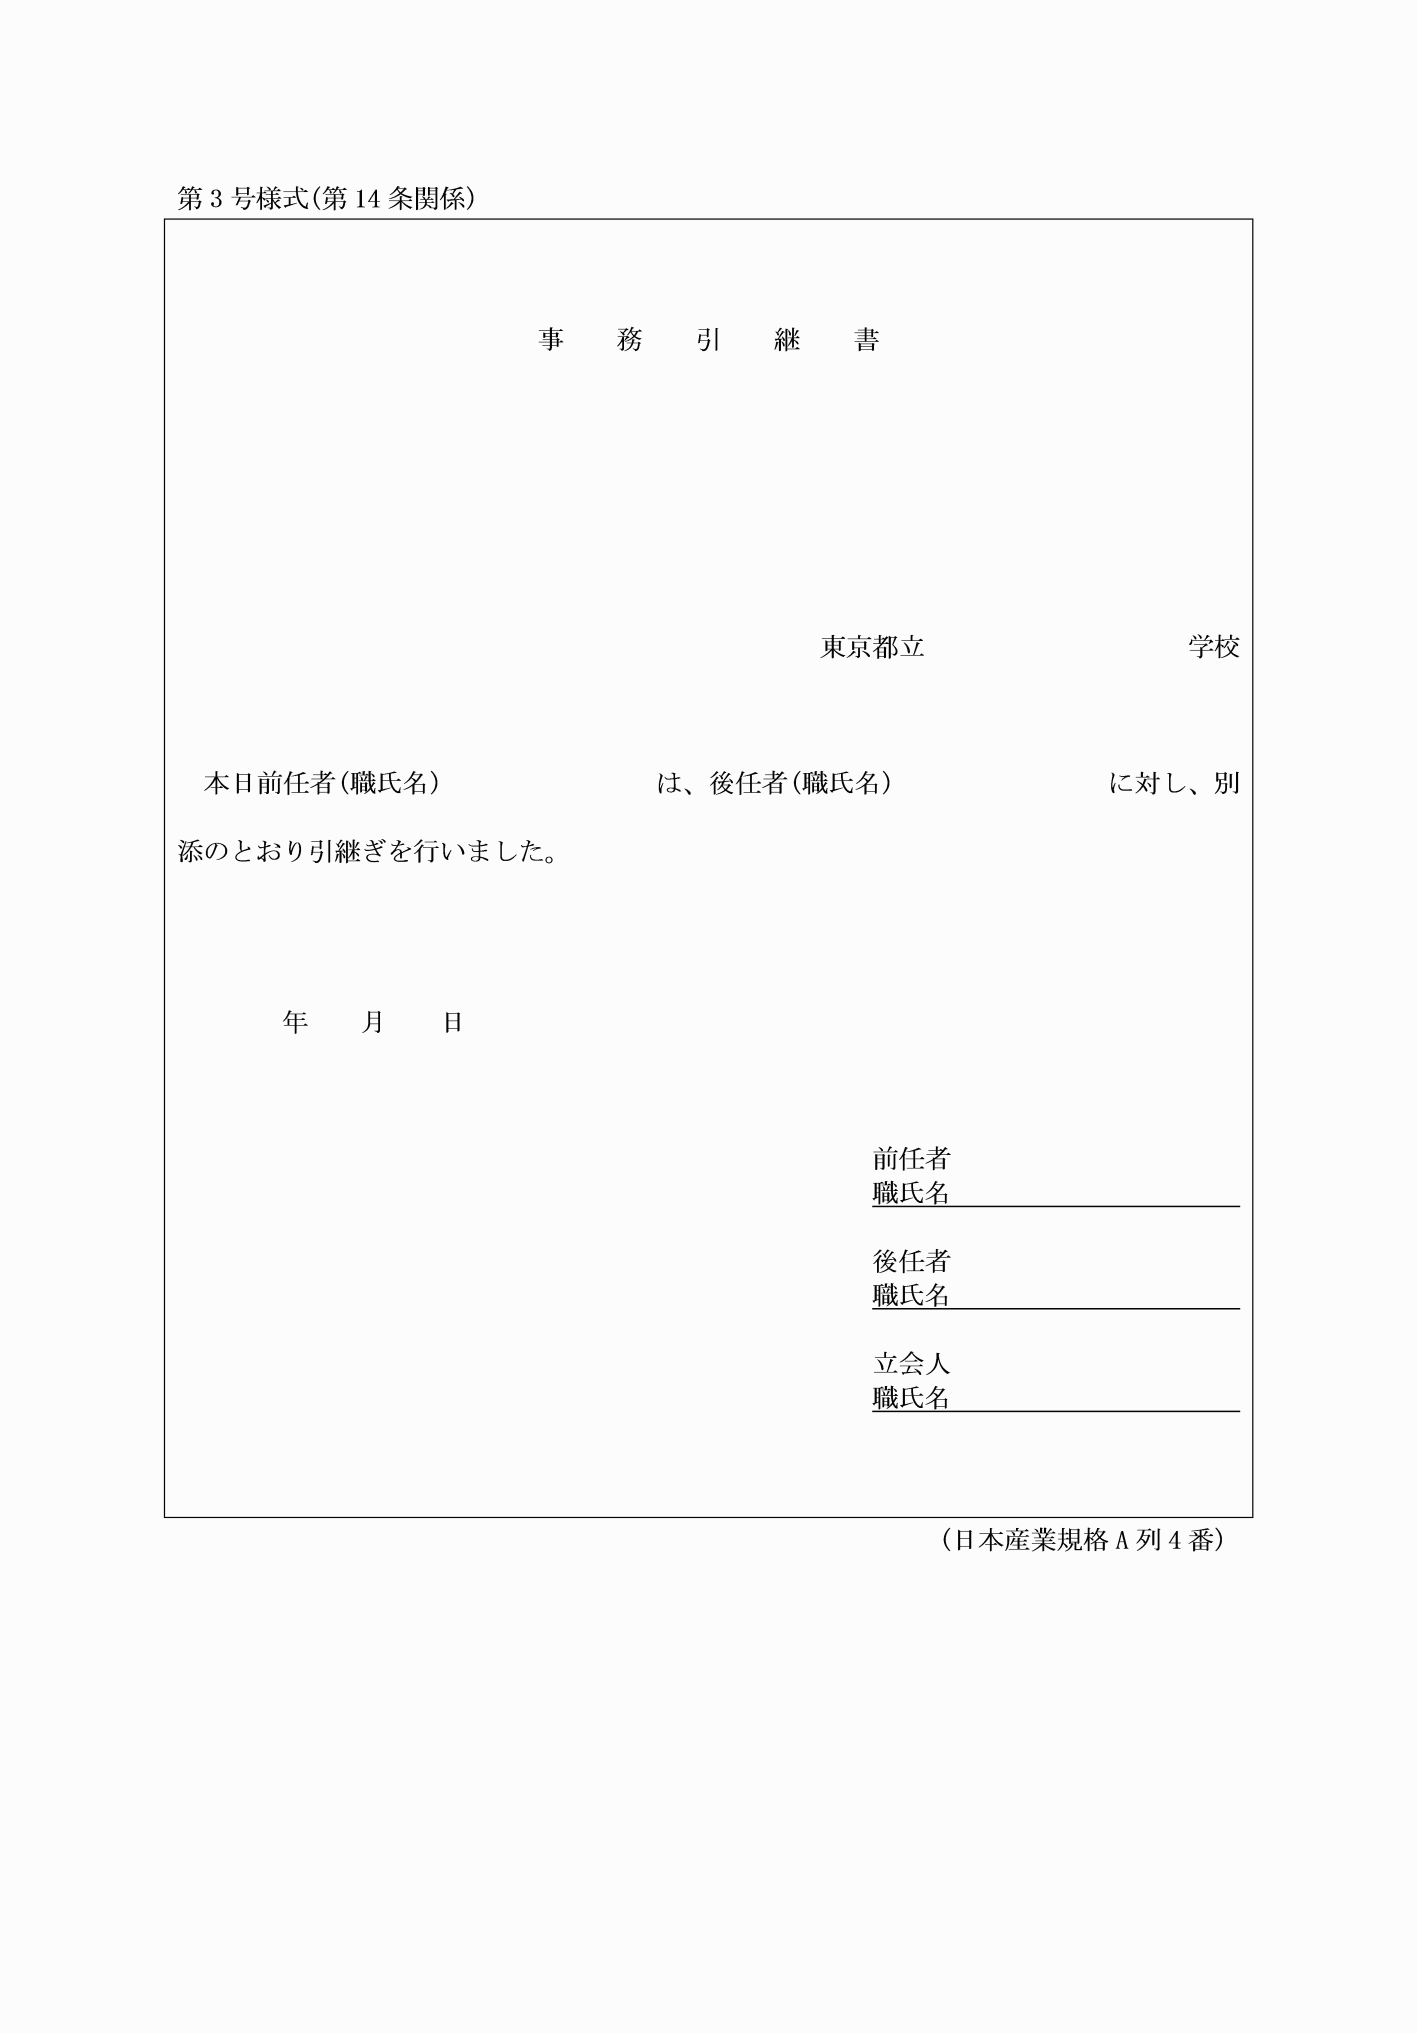 第3号様式(第14条関係)
事　務　引　継　書
東京都立　　　　　　　　　　学校
本日前任者(職氏名)　　　　　　　　は、後任者(職氏名)　　　　　　　　に対し、別
添のとおり引継ぎを行いました。
年　　月　　日
前任者
職氏名
後任者
職氏名
立会人
職氏名
(日本産業規格A列4番)